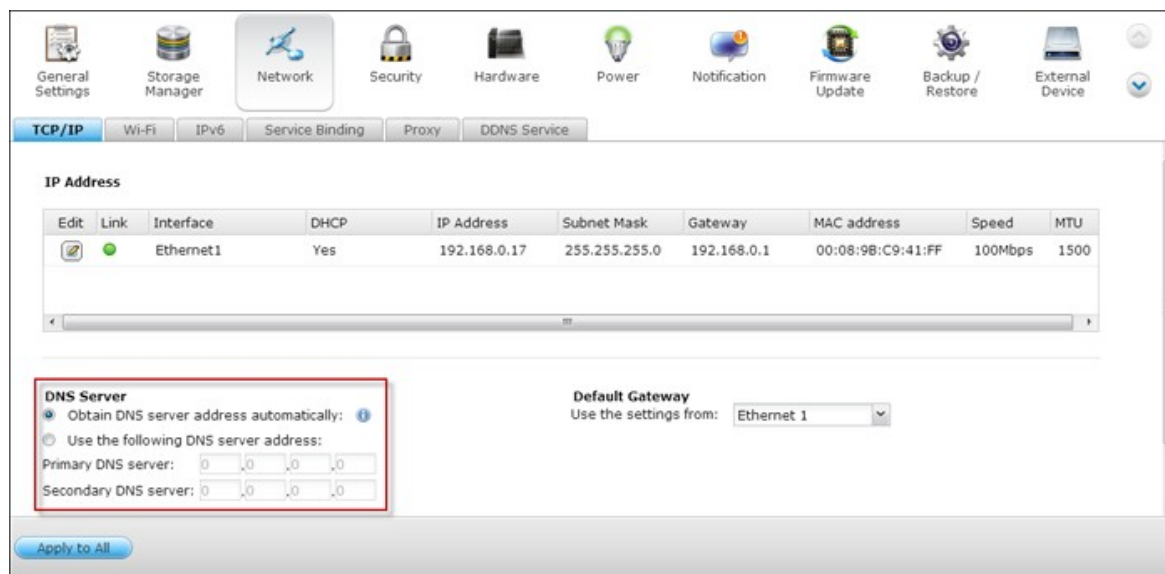 General Settings
Storage Manager
Network
Security
Hardware
Power
Notification
Firmware Update
Backup / Restore
External Device
TCP/IP Wi-Fi IPv6 Service Binding Proxy DDNS Service
IP Address
Edit Link Interface DHCP IP Address Subnet Mask Gateway MAC address Speed MTU
Ethernet1 Yes 192.168.0.17 255.255.255.0 192.168.0.1 00:08:9B:C9:41:FF 100Mbps 1500
DNS Server
Obtain DNS server address automatically:
Use the following DNS server address:
Primary DNS server: 0 .0 .0 .0
Secondary DNS server: 0 .0 .0 .0
Default Gateway
Use the settings from: Ethernet 1
Apply to All